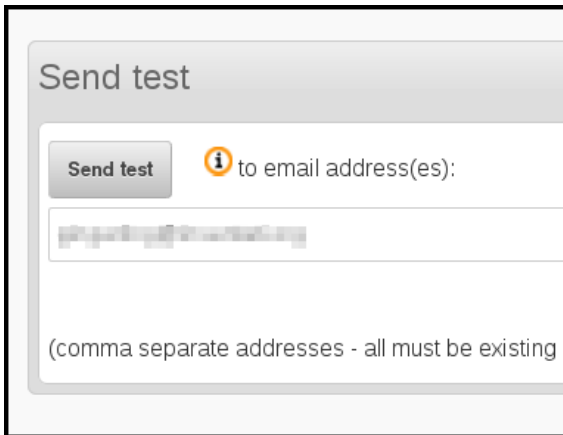 Send test
Send test to email address(es):
(comma separate addresses - all must be existing